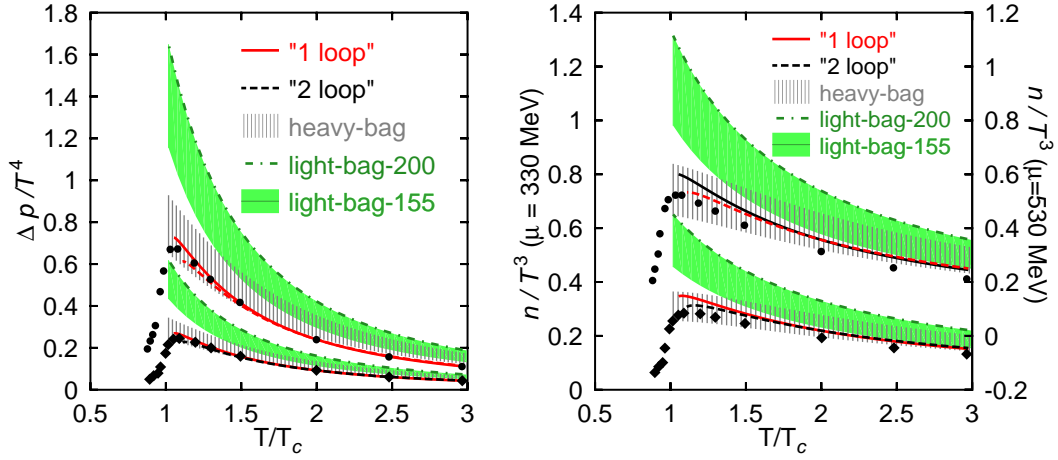 1.8
1.6
1.4
1.2
1
0.8
0.6
0.4
0.2
0
Δ p /T^4
0.5 1 1.5 2 2.5 3
T/T_c
"1 loop"
"2 loop"
heavy-bag
light-bag-200
light-bag-155
1.4
1.2
1
0.8
0.6
0.4
0.2
0
n / T^3 (μ = 330 MeV)
0.5 1 1.5 2 2.5 3
T/T_c
"1 loop"
"2 loop"
heavy-bag
light-bag-200
light-bag-155
1.2
1
0.8
0.6
0.4
0.2
0
-0.2
n / T^3 (μ=530 MeV)